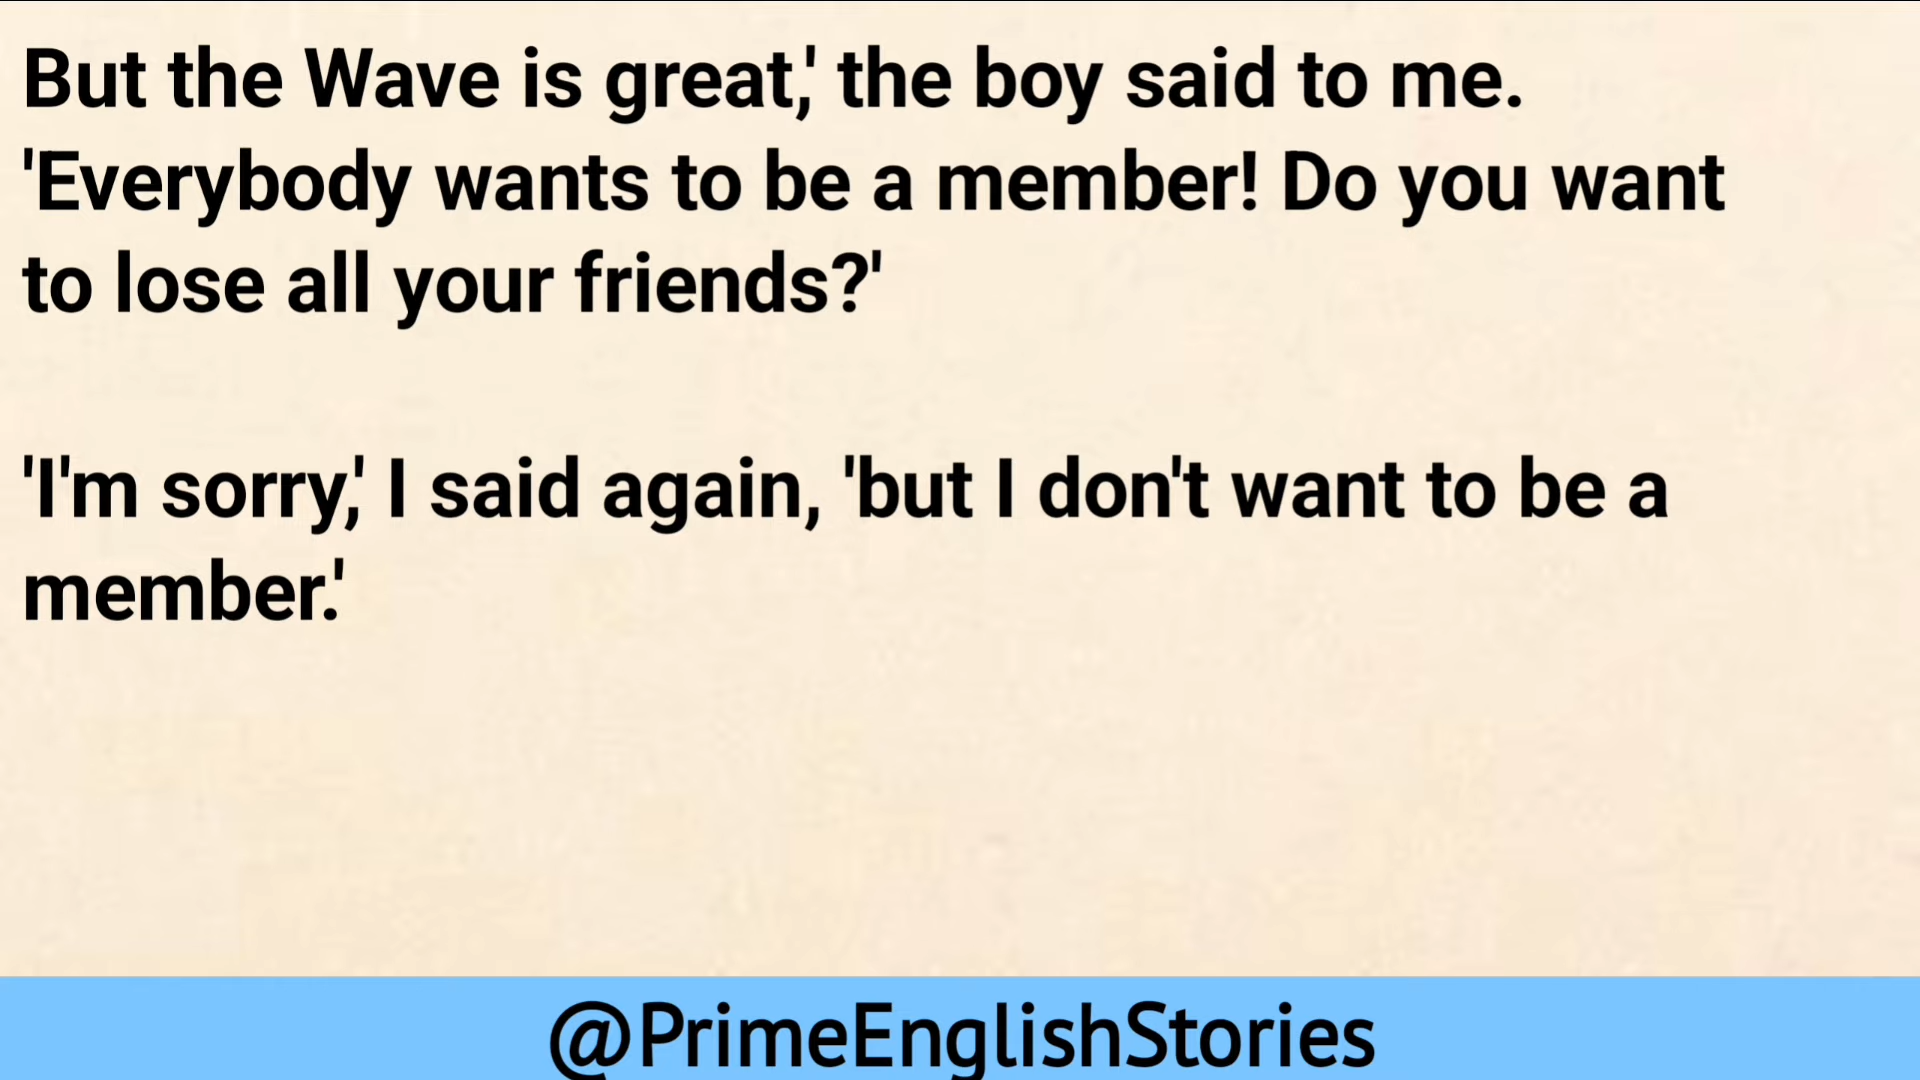 But the Wave is great,' the boy said to me.
'Everybody wants to be a member! Do you want
to lose all your friends?'
'I'm sorry,' I said again, 'but I don't want to be a
member.'
@PrimeEnglishStories